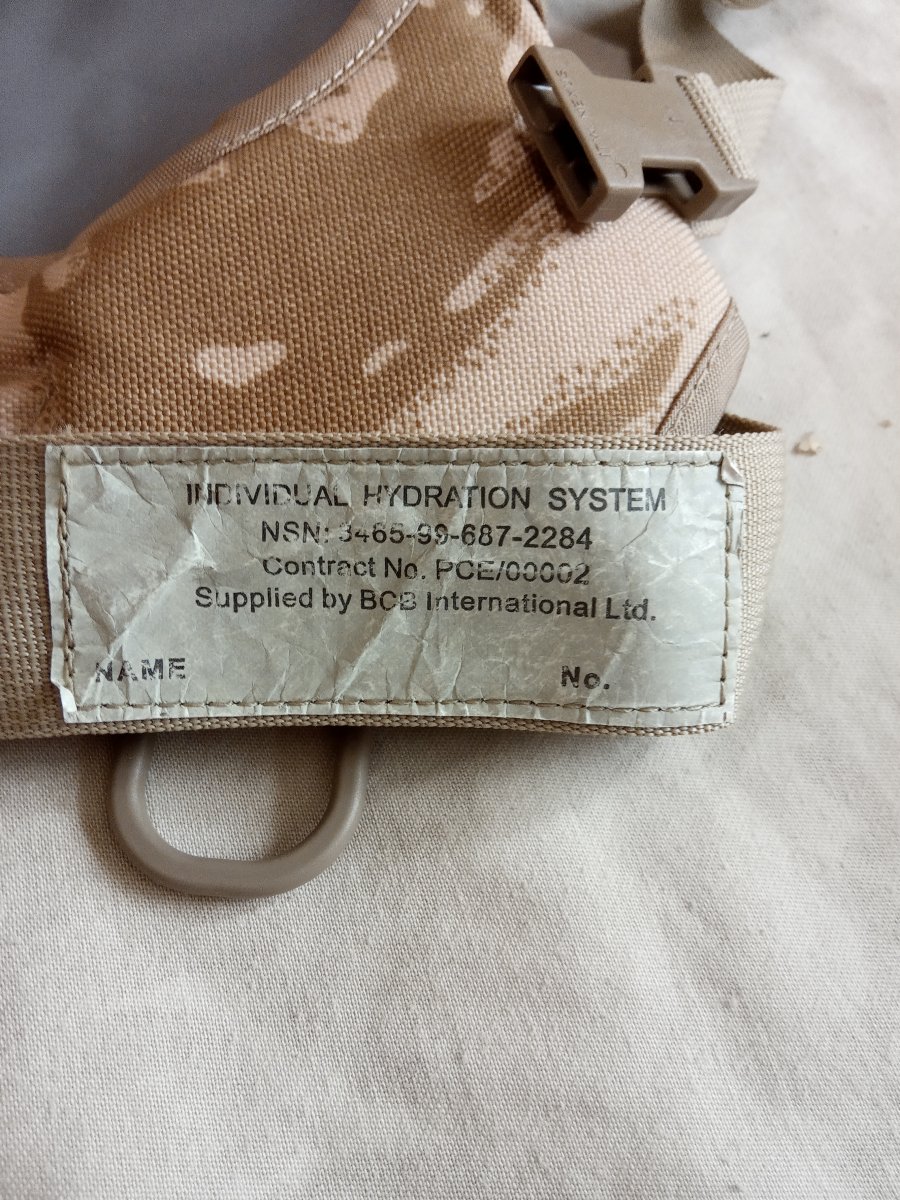 INDIVIDUAL HYDRATION SYSTEM
NSN: 8465-99-687-2284
Contract No. PCE/00002
Supplied by BCB International Ltd.
NAME No.